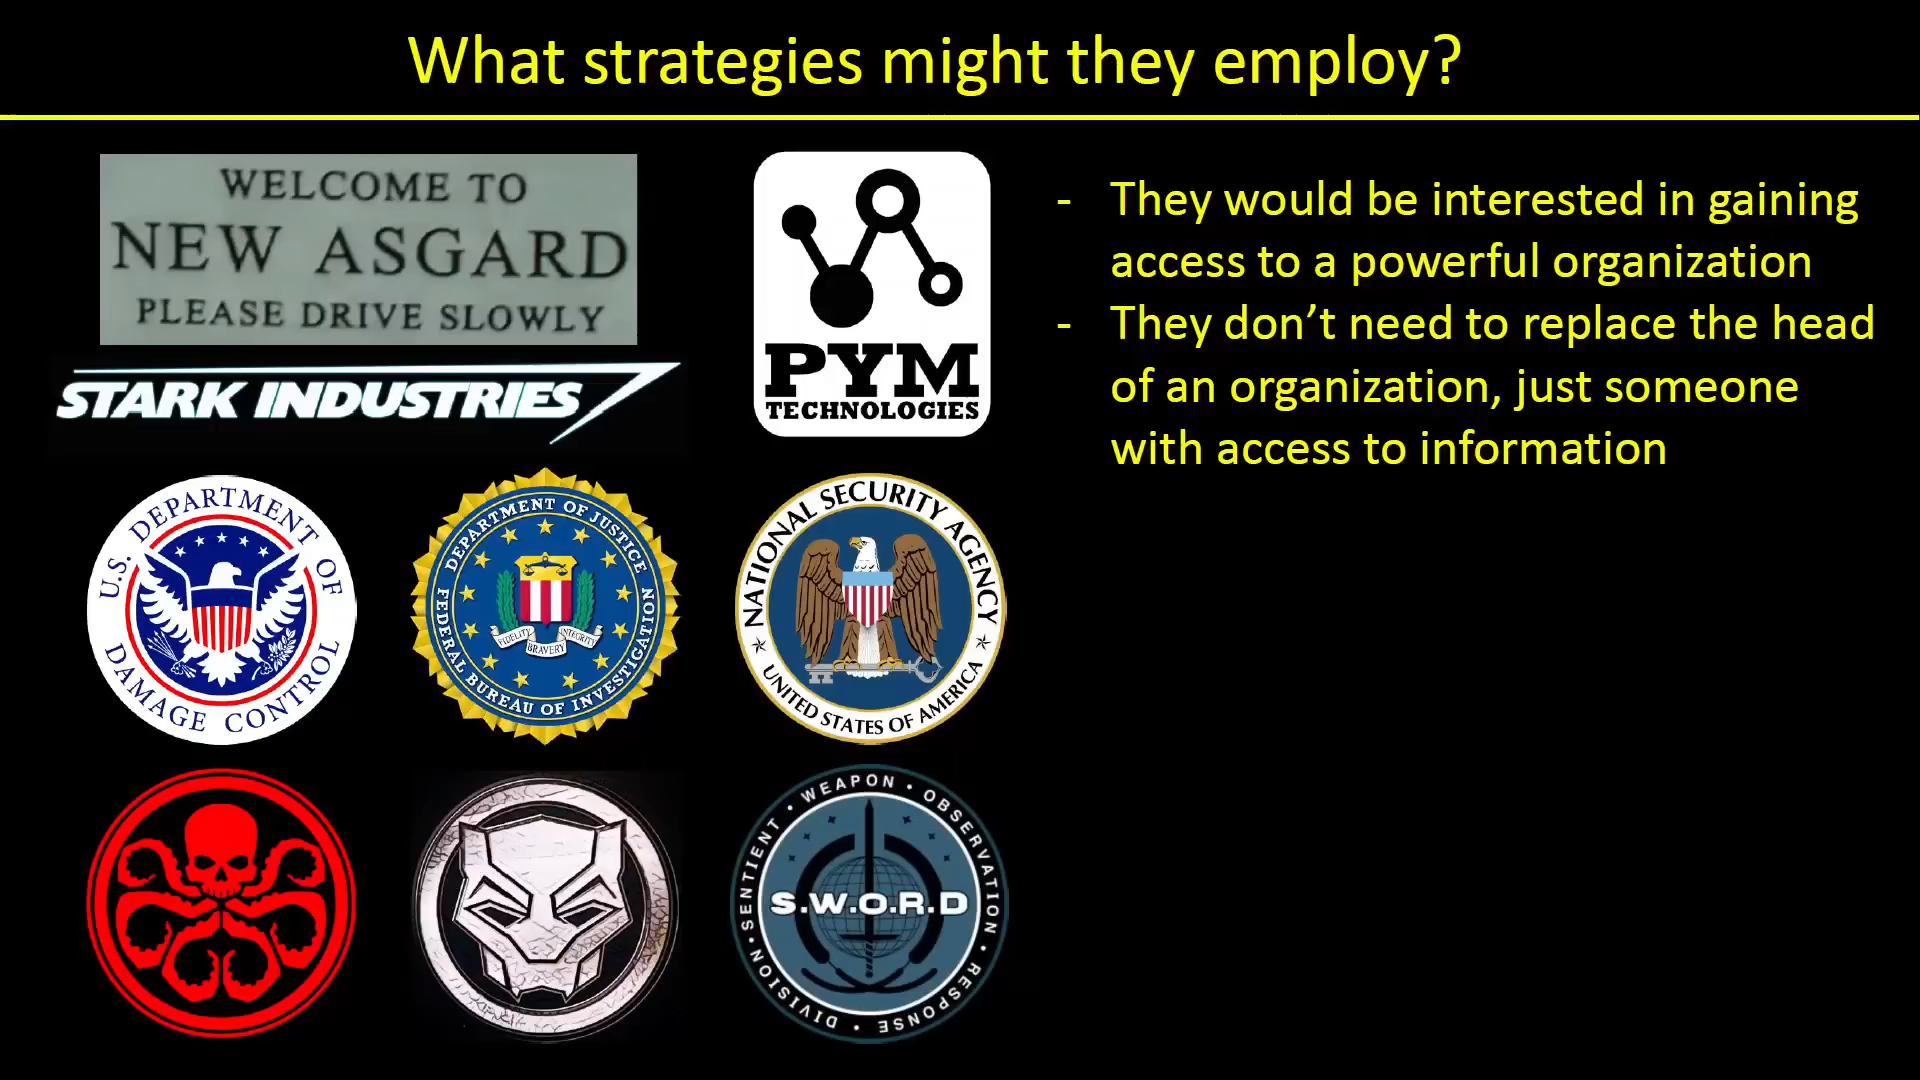 What strategies might they employ?
WELCOME TO
NEW ASGARD
PLEASE DRIVE SLOWLY
STARK INDUSTRIES
PYM
TECHNOLOGIES
- They would be interested in gaining
access to a powerful organization
- They don’t need to replace the head
of an organization, just someone
with access to information
U.S. DEPARTMENT OF
DAMAGE CONTROL
DEPARTMENT OF JUSTICE
FIDELITY BRAVERY INTEGRITY
FEDERAL BUREAU OF INVESTIGATION
NATIONAL SECURITY AGENCY
UNITED STATES OF AMERICA
SENTIENT • WEAPON • OBSERVATION • RESPONSE • DIVISION •
S.W.O.R.D